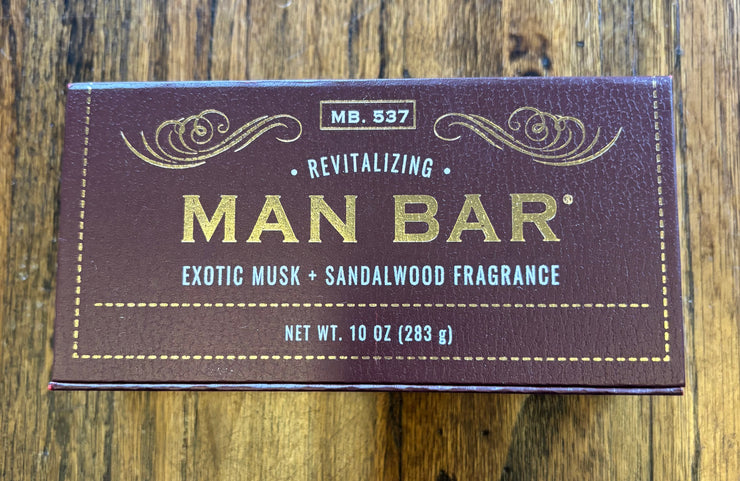 MB. 537
• REVITALIZING •
MAN BAR®
EXOTIC MUSK + SANDALWOOD FRAGRANCE
NET WT. 10 OZ (283 g)